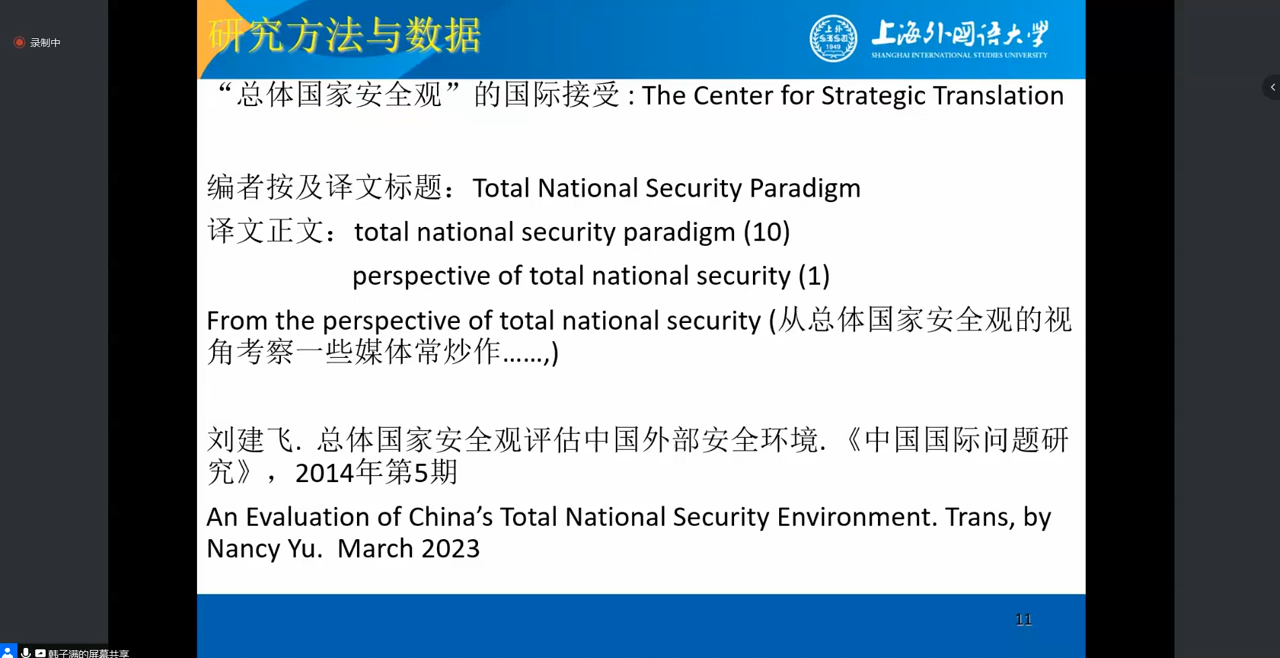 录制中
研究方法与数据
上海外国语大学
SHANGHAI INTERNATIONAL STUDIES UNIVERSITY
上外
SISU
1949
“总体国家安全观”的国际接受 : The Center for Strategic Translation
编者按及译文标题：Total National Security Paradigm
译文正文：total national security paradigm (10)
perspective of total national security (1)
From the perspective of total national security (从总体国家安全观的视
角考察一些媒体常炒作……,)
刘建飞. 总体国家安全观评估中国外部安全环境. 《中国国际问题研
究》，2014年第5期
An Evaluation of China’s Total National Security Environment. Trans, by
Nancy Yu. March 2023
11
韩子满的屏幕共享